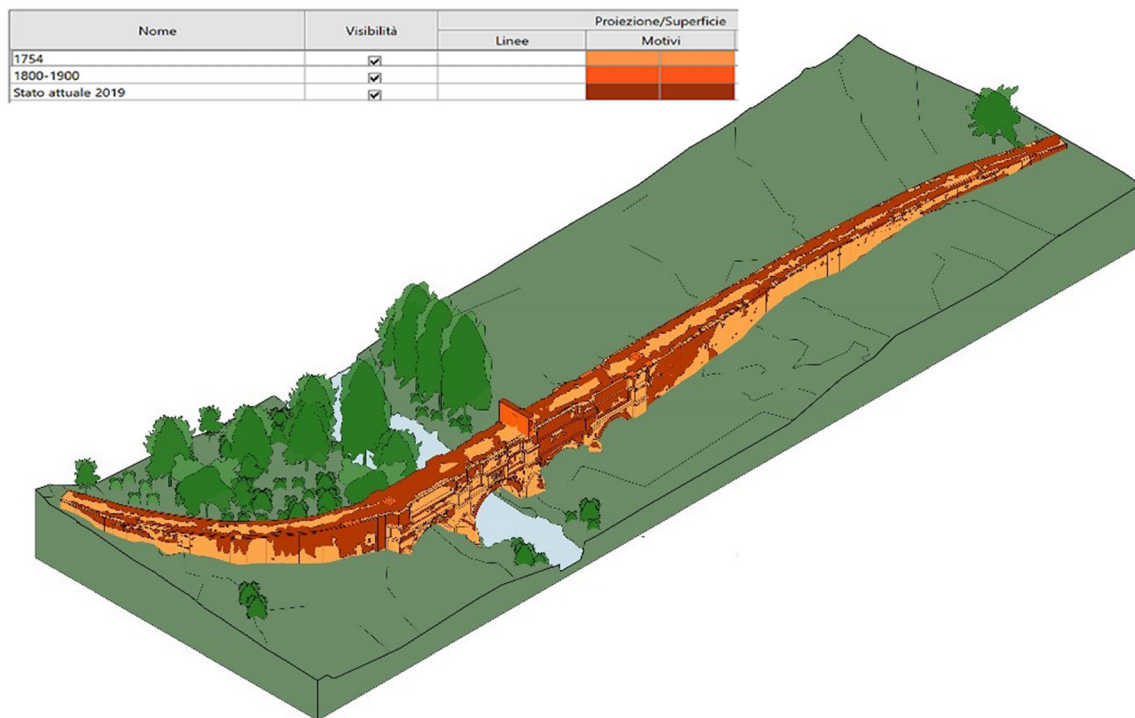 Nome Visibilità Proiezione/Superficie
Linee Motivi
1754
1800-1900
Stato attuale 2019